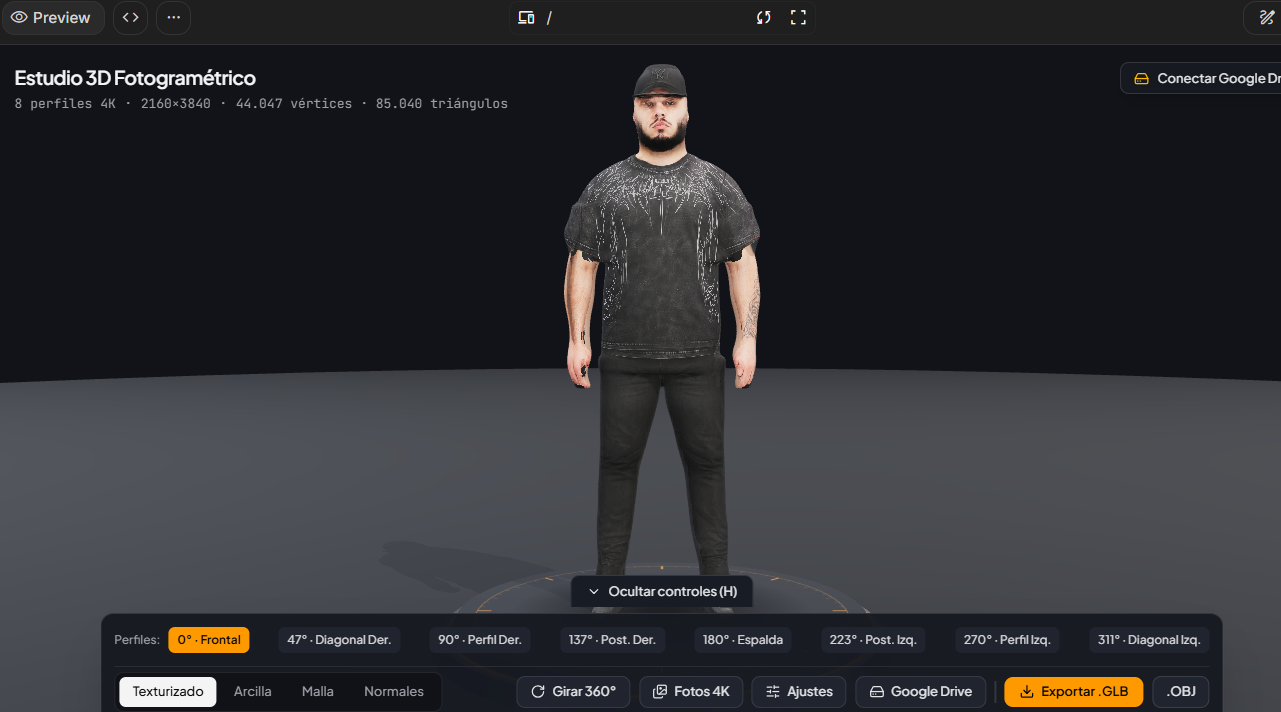 Preview
/
Estudio 3D Fotogramétrico
8 perfiles 4K · 2160×3840 · 44.047 vértices · 85.040 triángulos
Conectar Google Dr
Ocultar controles (H)
Perfiles: 0° · Frontal 47° · Diagonal Der. 90° · Perfil Der. 137° · Post. Der. 180° · Espalda 223° · Post. Izq. 270° · Perfil Izq. 311° · Diagonal Izq.
Texturizado Arcilla Malla Normales Girar 360° Fotos 4K Ajustes Google Drive Exportar .GLB .OBJ